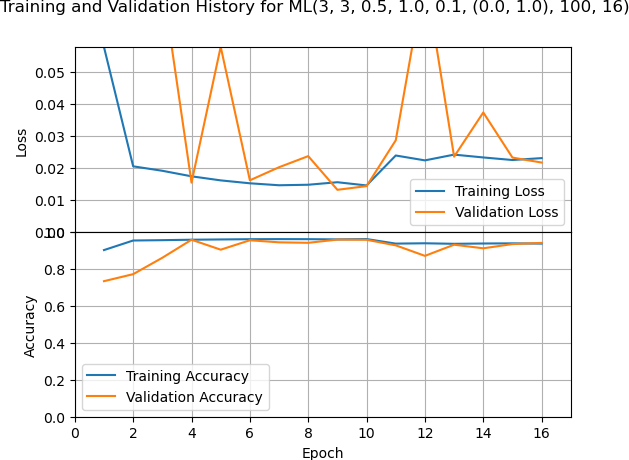 Training and Validation History for ML(3, 3, 0.5, 1.0, 0.1, (0.0, 1.0), 100, 16)
0.05
0.04
0.03
0.02
0.01
0.00
Loss
Training Loss
Validation Loss
1.0
0.8
0.6
0.4
0.2
0.0
Accuracy
Training Accuracy
Validation Accuracy
0 2 4 6 8 10 12 14 16
Epoch